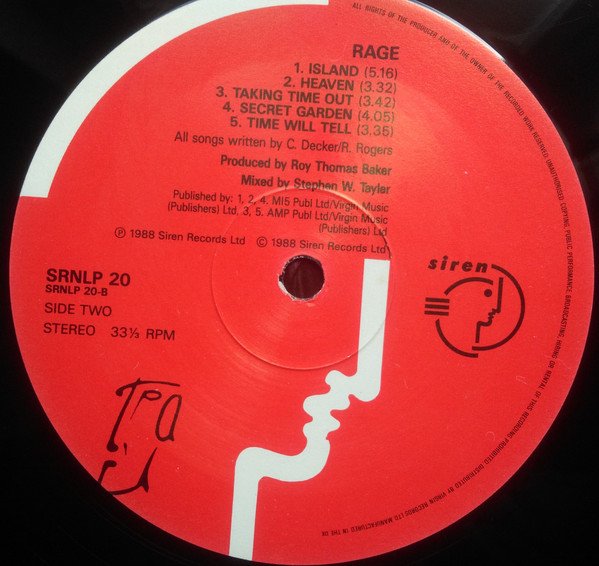 RAGE
1. ISLAND (5.16)
2. HEAVEN (3.32)
3. TAKING TIME OUT (3.42)
4. SECRET GARDEN (4.05)
5. TIME WILL TELL (3.35)
All songs written by C. Decker/R. Rogers
Produced by Roy Thomas Baker
Mixed by Stephen W. Tayler
Published by: 1, 2, 4. MI5 Publ Ltd/Virgin Music
(Publishers) Ltd, 3, 5. AMP Publ Ltd/Virgin Music
(Publishers) Ltd
℗ 1988 Siren Records Ltd © 1988 Siren Records Ltd
SRNLP 20
SRNLP 20-B
SIDE TWO
STEREO 33⅓ RPM
siren
ALL RIGHTS OF THE PRODUCER AND OF THE OWNER OF THE RECORDED WORK RESERVED. UNAUTHORISED COPYING, PUBLIC PERFORMANCE, BROADCASTING, HIRING OR RENTAL OF THIS RECORDING PROHIBITED. DISTRIBUTED BY VIRGIN RECORDS LTD. MANUFACTURED IN THE UK